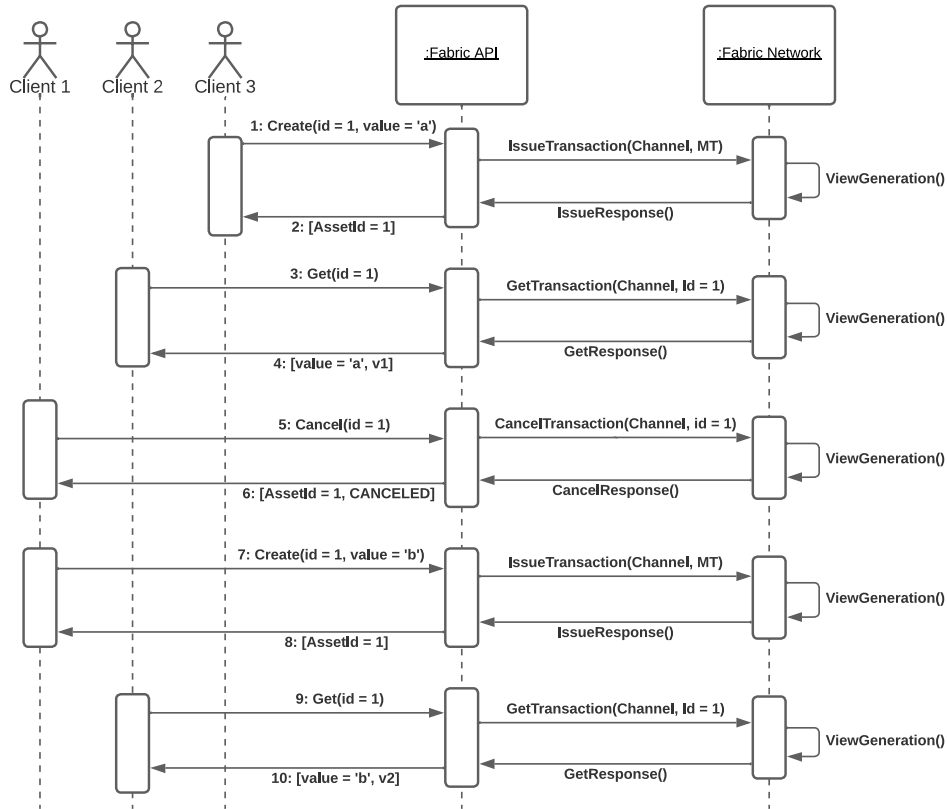 :Fabric API
:Fabric Network
Client 1
Client 2
Client 3
1: Create(id = 1, value = 'a')
IssueTransaction(Channel, MT)
ViewGeneration()
IssueResponse()
2: [AssetId = 1]
3: Get(id = 1)
GetTransaction(Channel, Id = 1)
ViewGeneration()
GetResponse()
4: [value = 'a', v1]
5: Cancel(id = 1)
CancelTransaction(Channel, id = 1)
ViewGeneration()
CancelResponse()
6: [AssetId = 1, CANCELED]
7: Create(id = 1, value = 'b')
IssueTransaction(Channel, MT)
ViewGeneration()
IssueResponse()
8: [AssetId = 1]
9: Get(id = 1)
GetTransaction(Channel, Id = 1)
ViewGeneration()
GetResponse()
10: [value = 'b', v2]